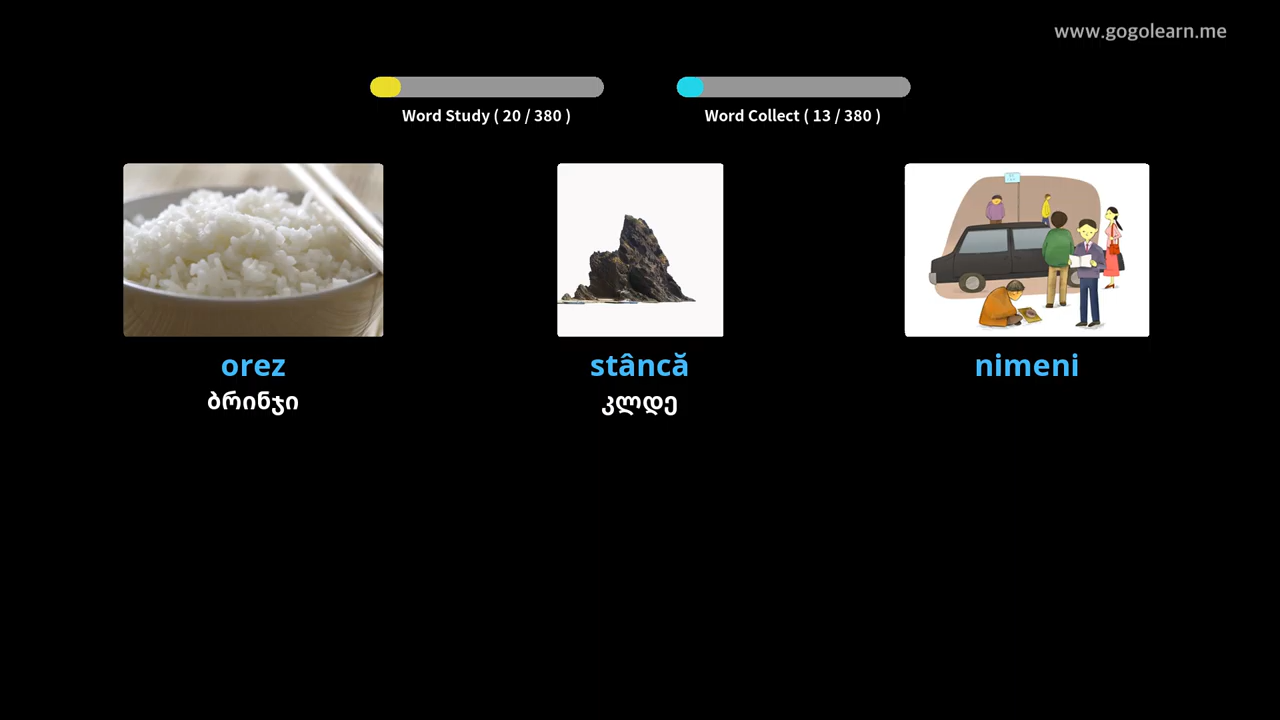 www.gogolearn.me
Word Study ( 20 / 380 )
Word Collect ( 13 / 380 )
orez
ბრინჯი
stâncă
კლდე
nimeni